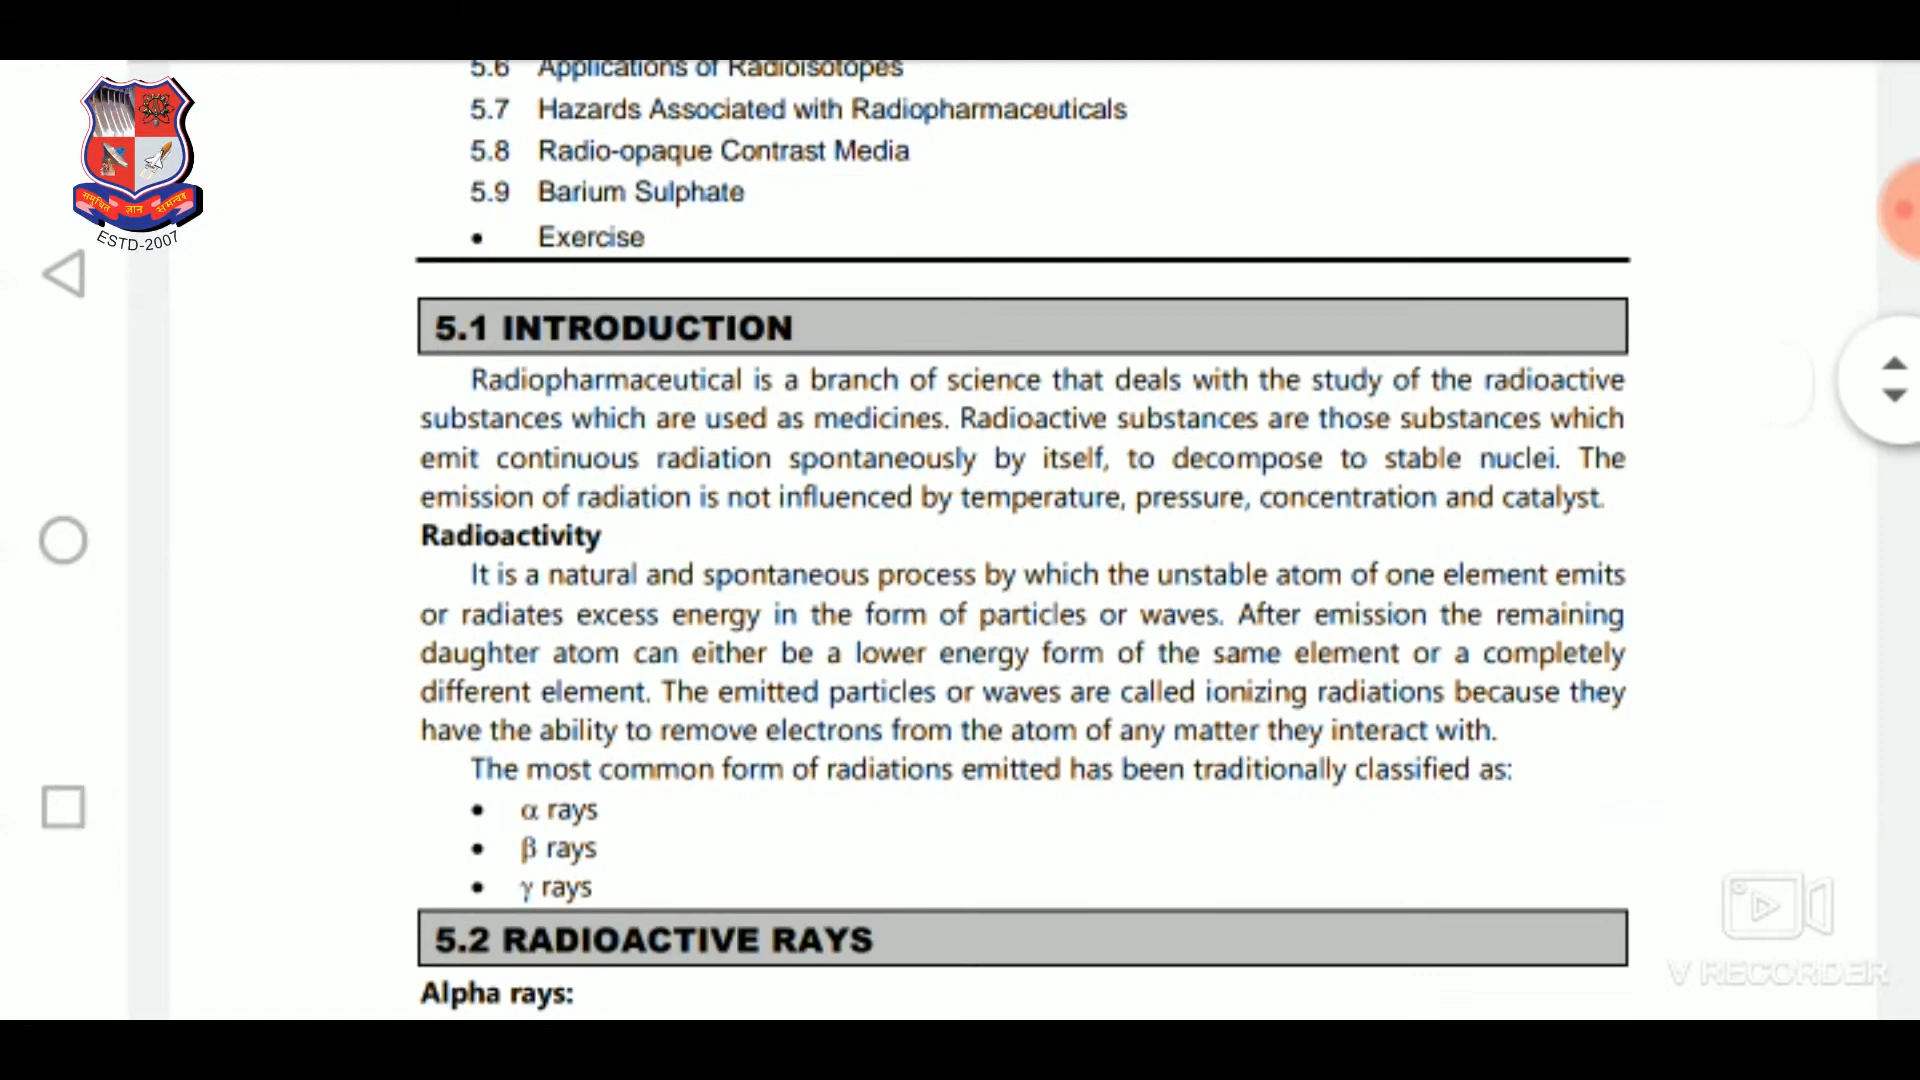 5.6 Applications of Radioisotopes
5.7 Hazards Associated with Radiopharmaceuticals
5.8 Radio-opaque Contrast Media
5.9 Barium Sulphate
• Exercise
समुचित ज्ञान समन्वय
ESTD-2007
5.1 INTRODUCTION
Radiopharmaceutical is a branch of science that deals with the study of the radioactive
substances which are used as medicines. Radioactive substances are those substances which
emit continuous radiation spontaneously by itself, to decompose to stable nuclei. The
emission of radiation is not influenced by temperature, pressure, concentration and catalyst.
Radioactivity
It is a natural and spontaneous process by which the unstable atom of one element emits
or radiates excess energy in the form of particles or waves. After emission the remaining
daughter atom can either be a lower energy form of the same element or a completely
different element. The emitted particles or waves are called ionizing radiations because they
have the ability to remove electrons from the atom of any matter they interact with.
The most common form of radiations emitted has been traditionally classified as:
• α rays
• β rays
• γ rays
5.2 RADIOACTIVE RAYS
Alpha rays:
V RECORDER